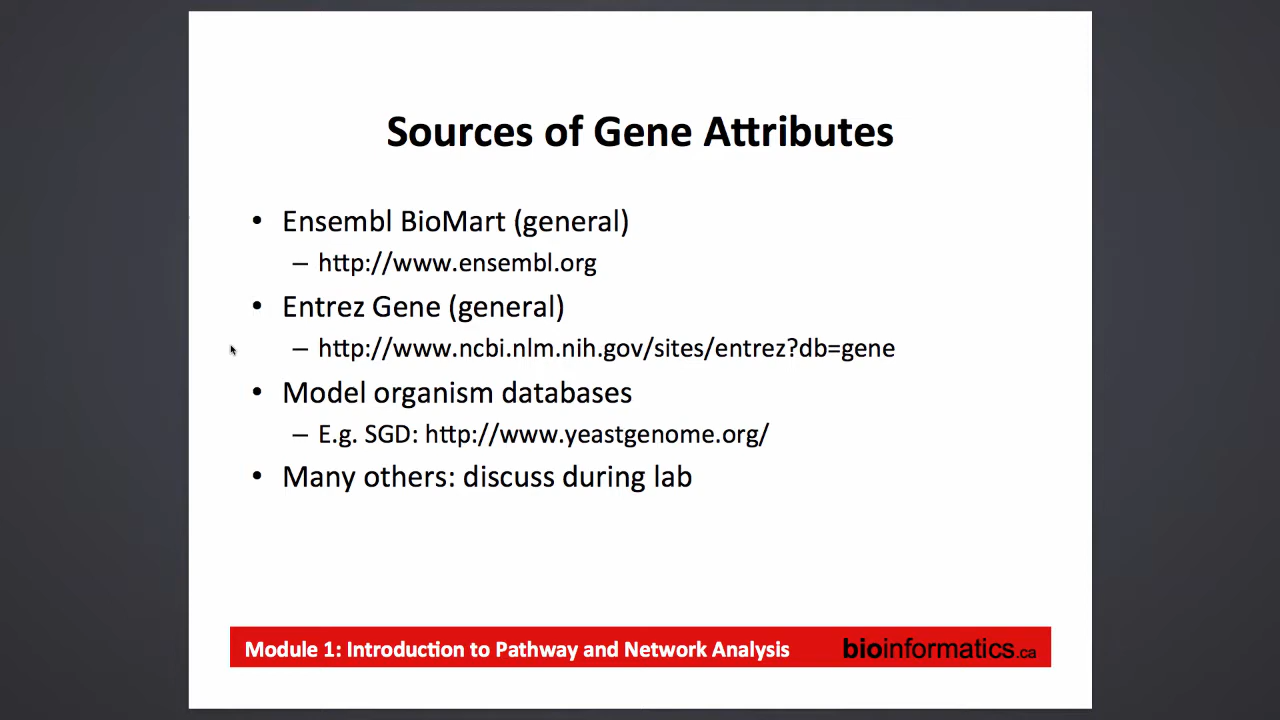 Sources of Gene Attributes
• Ensembl BioMart (general)
– http://www.ensembl.org
• Entrez Gene (general)
– http://www.ncbi.nlm.nih.gov/sites/entrez?db=gene
• Model organism databases
– E.g. SGD: http://www.yeastgenome.org/
• Many others: discuss during lab
Module 1: Introduction to Pathway and Network Analysis bioinformatics.ca